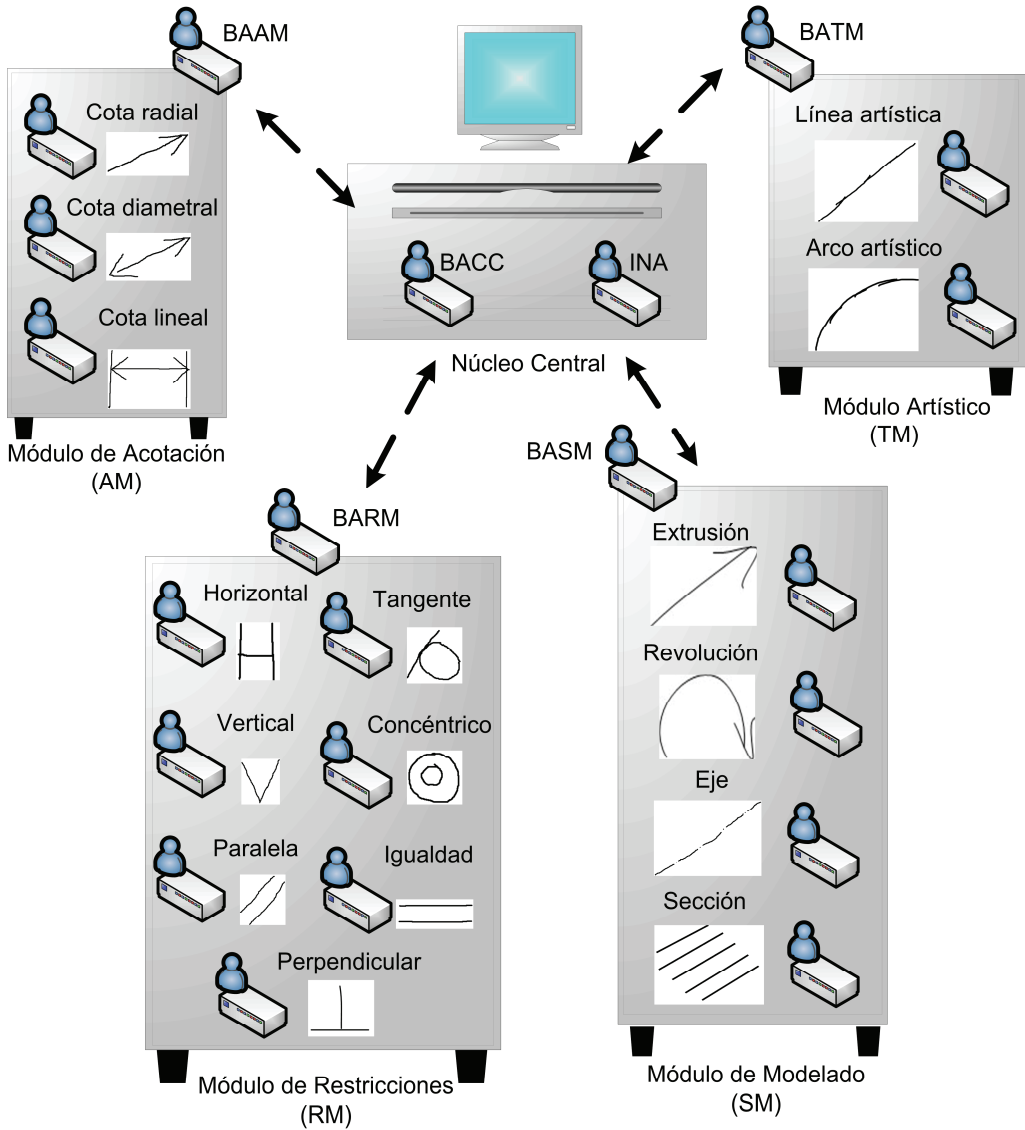 BAAM
Cota radial
Cota diametral
Cota lineal
Módulo de Acotación
(AM)
BACC
INA
Núcleo Central
BATM
Línea artística
Arco artístico
Módulo Artístico
(TM)
BARM
Horizontal
Tangente
Vertical
Concéntrico
Paralela
Igualdad
Perpendicular
Módulo de Restricciones
(RM)
BASM
Extrusión
Revolución
Eje
Sección
Módulo de Modelado
(SM)